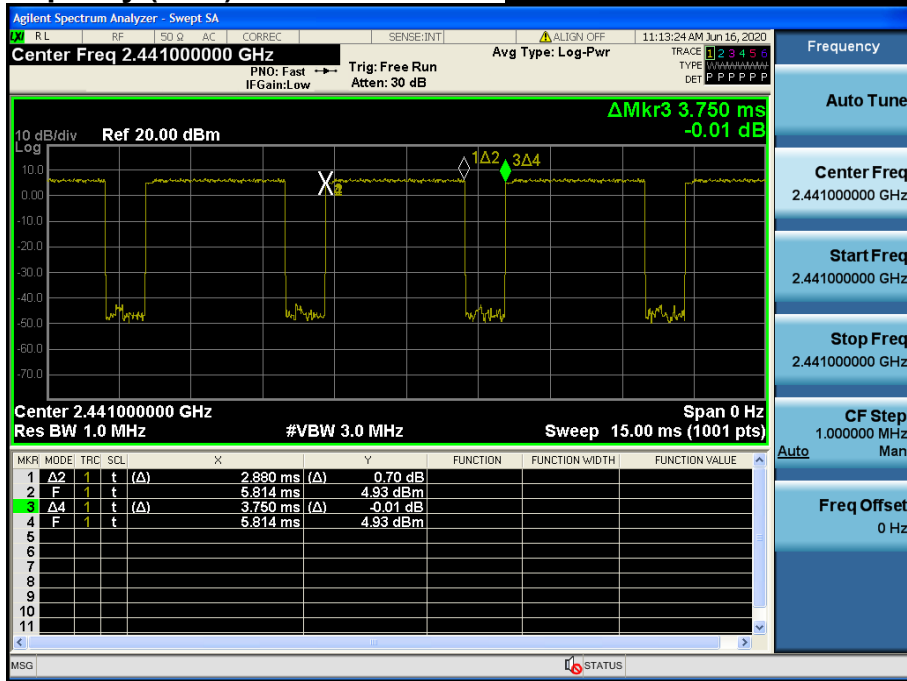 Agilent Spectrum Analyzer - Swept SA
LXI RL RF 50 Ω AC CORREC SENSE:INT ALIGN OFF 11:13:24 AM Jun 16, 2020
Center Freq 2.441000000 GHz
PNO: Fast
IFGain:Low
Trig: Free Run
Atten: 30 dB
Avg Type: Log-Pwr
TRACE 1 2 3 4 5 6
TYPE WWWWWW
DET P P P P P P
Frequency
Auto Tune
Center Freq
2.441000000 GHz
Start Freq
2.441000000 GHz
Stop Freq
2.441000000 GHz
CF Step
1.000000 MHz
Auto Man
Freq Offset
0 Hz
ΔMkr3 3.750 ms
-0.01 dB
10 dB/div Ref 20.00 dBm
Log
10.0
0.00
-10.0
-20.0
-30.0
-40.0
-50.0
-60.0
-70.0
1Δ2 3Δ4
X
Center 2.441000000 GHz Span 0 Hz
Res BW 1.0 MHz #VBW 3.0 MHz Sweep 15.00 ms (1001 pts)
MKR MODE TRC SCL X Y FUNCTION FUNCTION WIDTH FUNCTION VALUE
1 Δ2 1 t (Δ) 2.880 ms (Δ) 0.70 dB
2 F 1 t 5.814 ms 4.93 dBm
3 Δ4 1 t (Δ) 3.750 ms (Δ) -0.01 dB
4 F 1 t 5.814 ms 4.93 dBm
5
6
7
8
9
10
11
MSG STATUS